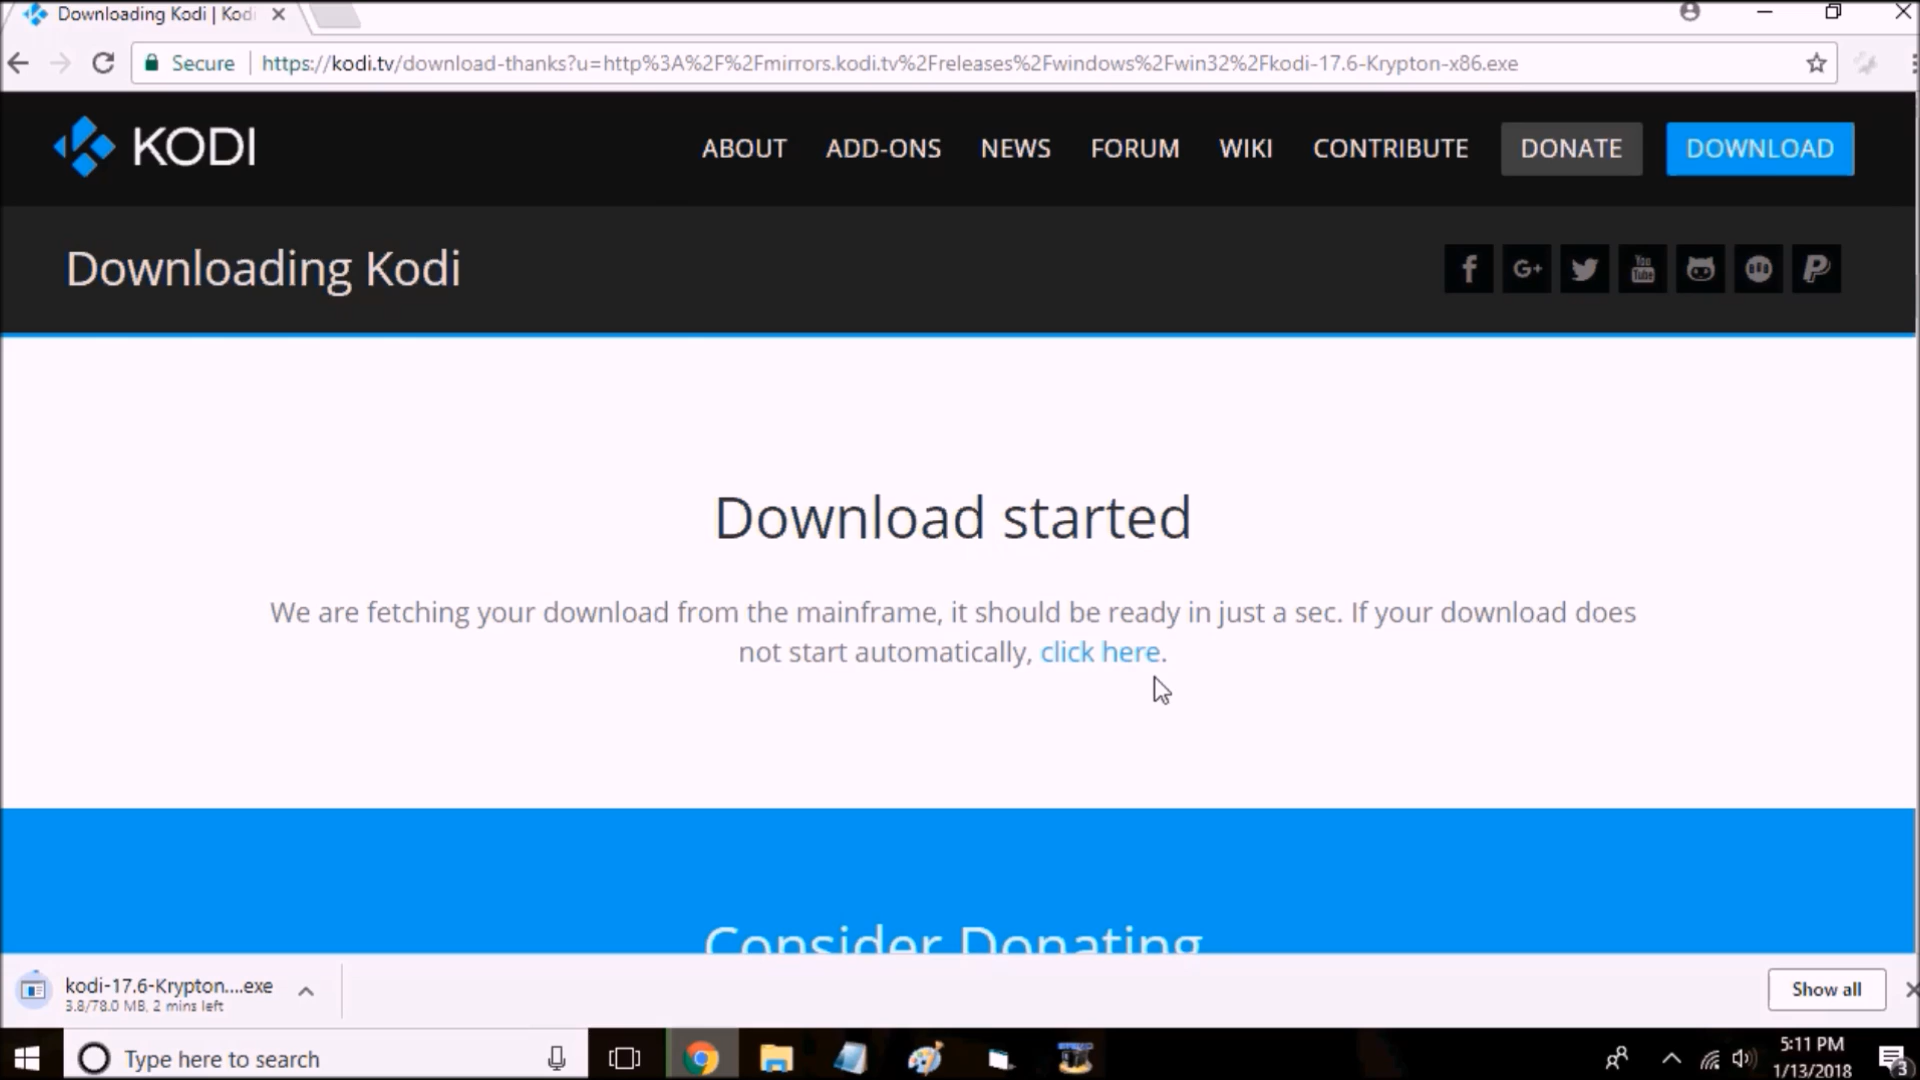 Downloading Kodi | Kodi
Secure
https://kodi.tv/download-thanks?u=http%3A%2F%2Fmirrors.kodi.tv%2Freleases%2Fwindows%2Fwin32%2Fkodi-17.6-Krypton-x86.exe
KODI
ABOUT ADD-ONS NEWS FORUM WIKI CONTRIBUTE DONATE DOWNLOAD
Downloading Kodi
f G+ You Tube
Download started
We are fetching your download from the mainframe, it should be ready in just a sec. If your download does
not start automatically, click here.
Consider Donating
kodi-17.6-Krypton....exe
3.8/78.0 MB, 2 mins left
Show all
Type here to search
5:11 PM
1/13/2018
3